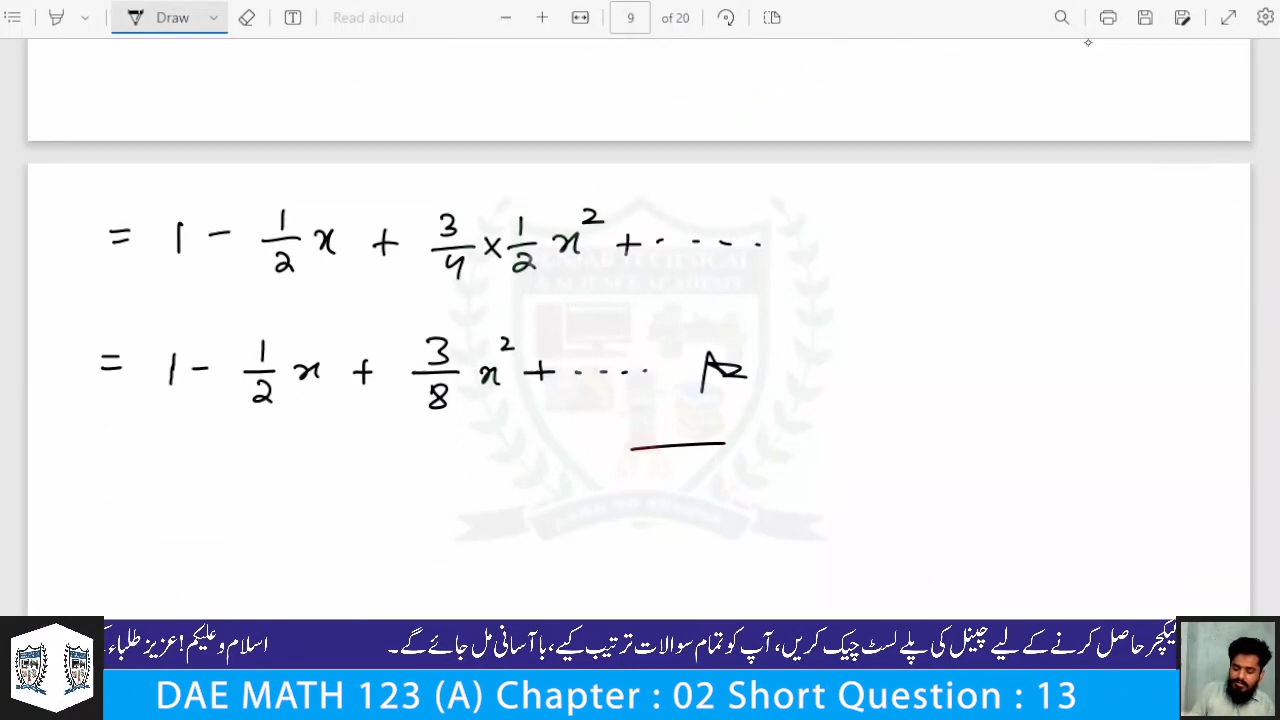 Draw
Read aloud
9 of 20
= 1 - 1/2 x + 3/4 × 1/2 x² + ....
= 1 - 1/2 x + 3/8 x² + ....
لیکچر حاصل کرنے کے لیے چینل کی پلے لسٹ چیک کریں، آپ کو تمام سوالات ترتیب کیے، باآسانی مل جائے گے۔ اسلام وعلیکم! عزیز طلباء
DAE MATH 123 (A) Chapter : 02 Short Question : 13